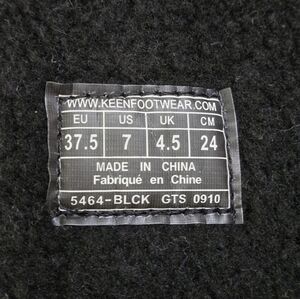 WWW.KEENFOOTWEAR.COM
EU US UK CM
37.5 7 4.5 24
MADE IN CHINA
Fabriqué en Chine
5464-BLCK GTS 0910